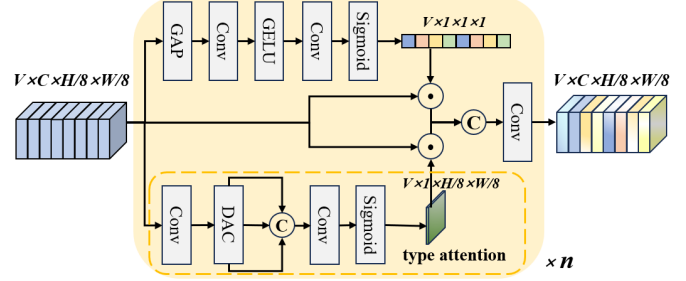 GAP
Conv
GELU
Conv
Sigmoid
V×1×1×1
V×C×H/8×W/8
C
Conv
V×C×H/8×W/8
V×1×H/8×W/8
Conv
DAC
C
Conv
Sigmoid
type attention
× n